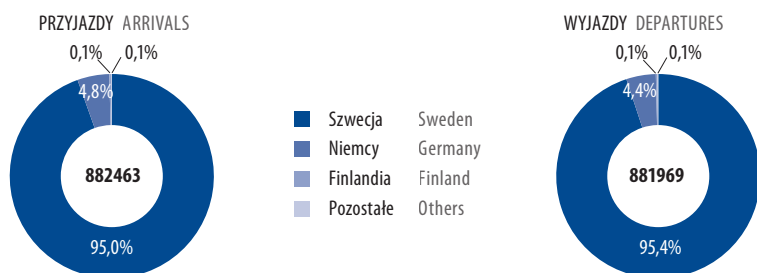 PRZYJAZDY ARRIVALS
0,1% 0,1%
4,8%
882463
95,0%
Szwecja Sweden
Niemcy Germany
Finlandia Finland
Pozostałe Others
WYJAZDY DEPARTURES
0,1% 0,1%
4,4%
881969
95,4%